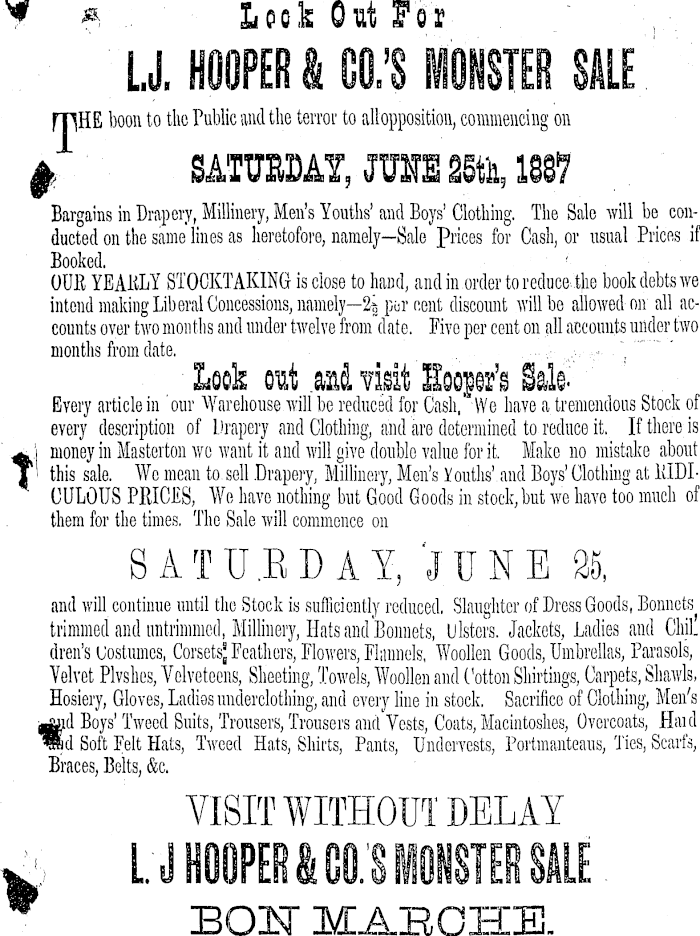 Look Out For
L.J. HOOPER & CO.'S MONSTER SALE
THE boon to the Public and the terror to allopposition, commencing on
SATURDAY, JUNE 25th, 1887
Bargains in Drapery, Millinery, Men's Youths' and Boys' Clothing. The Sale will be con-
ducted on the same lines as heretofore, namely—Sale Prices for Cash, or usual Prices if
Booked.
OUR YEARLY STOCKTAKING is close to hand, and in order to reduce the book debts we
intend making Liberal Concessions, namely—2½ per cent discount will be allowed on all ac-
counts over two months and under twelve from date. Five per cent on all accounts under two
months from date.
Look out and visit Hooper's Sale.
Every article in our Warehouse will be reduced for Cash, We have a tremendous Stock of
every description of Drapery and Clothing, and are determined to reduce it. If there is
money in Masterton we want it and will give double value for it. Make no mistake about
this sale. We mean to sell Drapery, Millinery, Men's Youths' and Boys' Clothing at RIDI-
CULOUS PRICES, We have nothing but Good Goods in stock, but we have too much of
them for the times. The Sale will commence on
SATURDAY, JUNE 25,
and will continue until the Stock is sufficiently reduced. Slaughter of Dress Goods, Bonnets,
trimmed and untrimmed, Millinery, Hats and Bonnets, Ulsters. Jackets, Ladies and Chil-
dren's Costumes, Corsets, Feathers, Flowers, Flannels, Woollen Goods, Umbrellas, Parasols,
Velvet Plvshes, Velveteens, Sheeting, Towels, Woollen and Cotton Shirtings, Carpets, Shawls,
Hosiery, Gloves, Ladies underclothing, and every line in stock. Sacrifice of Clothing, Men's
and Boys' Tweed Suits, Trousers, Trousers and Vests, Coats, Macintoshes, Overcoats, Hard
and Soft Felt Hats, Tweed Hats, Shirts, Pants, Undervests, Portmanteaus, Ties, Scarfs,
Braces, Belts, &c.
VISIT WITHOUT DELAY
L. J HOOPER & CO.'S MONSTER SALE
BON MARCHE.